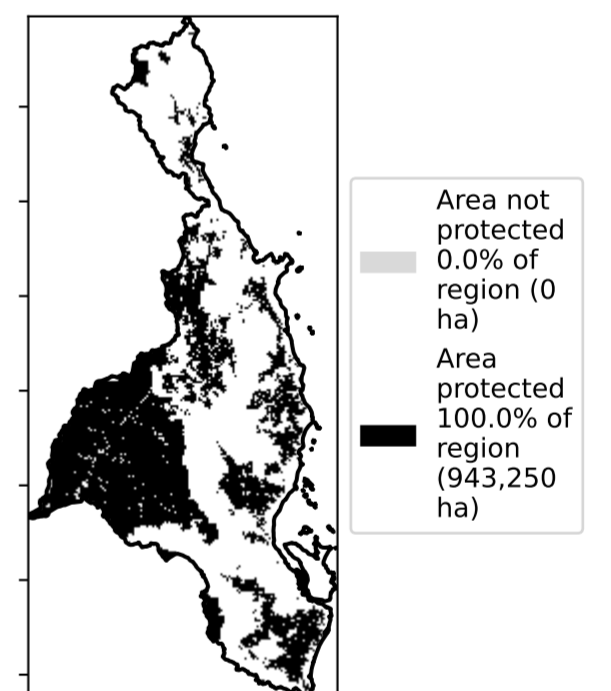 Area not
protected
0.0% of
region (0
ha)
Area
protected
100.0% of
region
(943,250
ha)